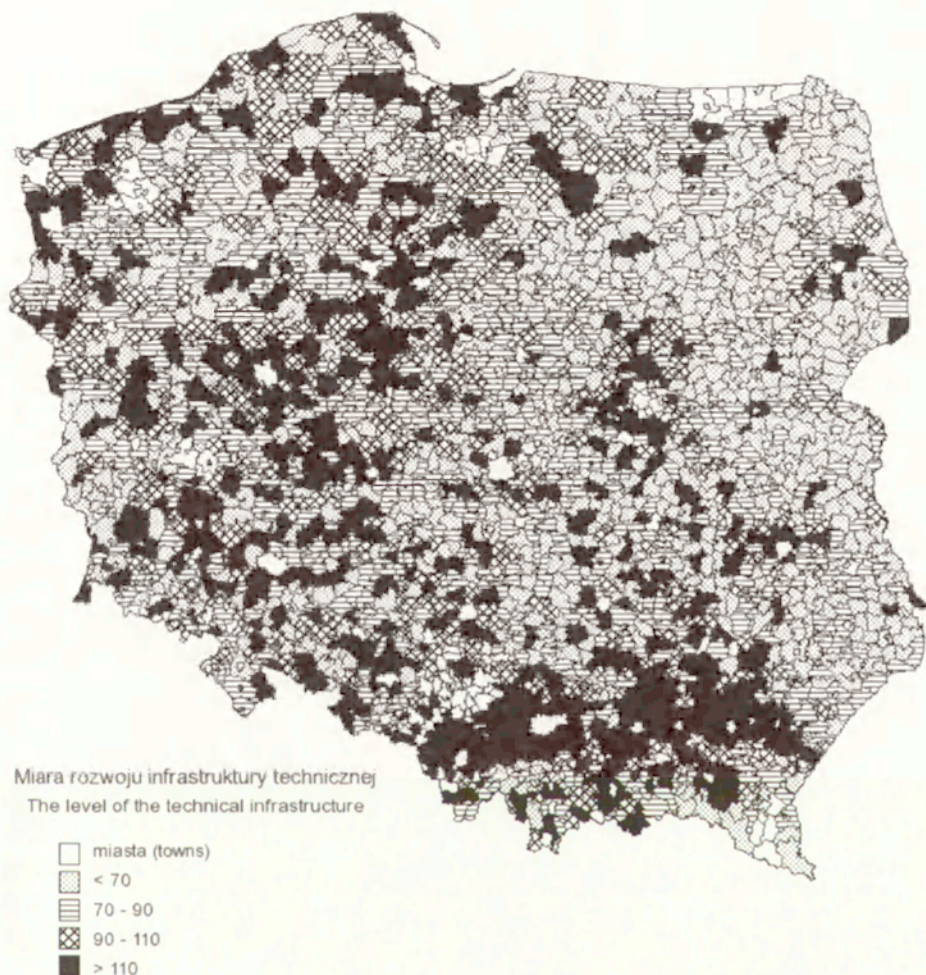 Miara rozwoju infrastruktury technicznej
The level of the technical infrastructure
miasta (towns)
< 70
70 - 90
90 - 110
> 110